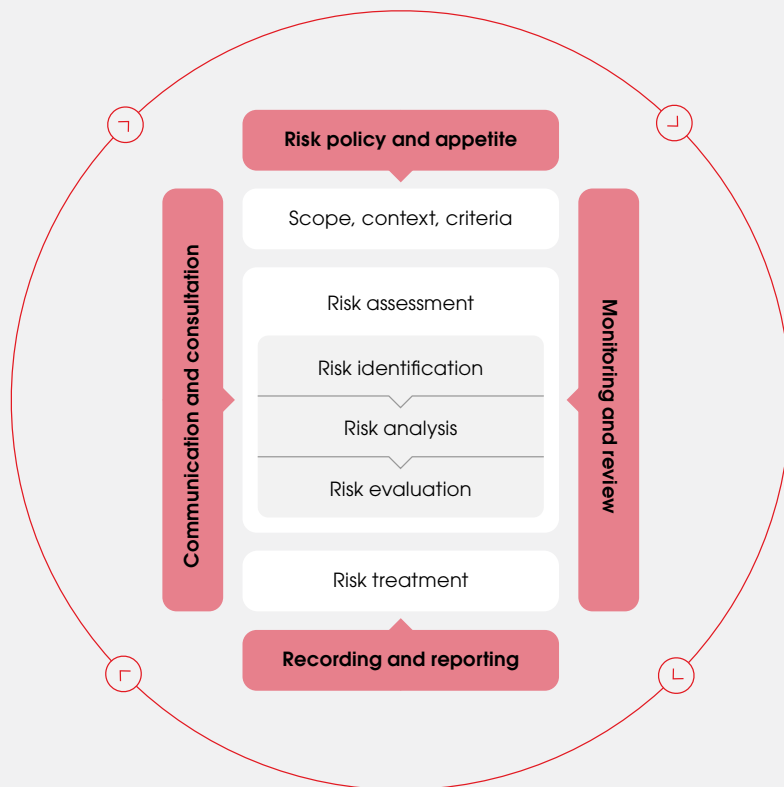 Risk policy and appetite
Scope, context, criteria
Communication and consultation
Risk assessment
Risk identification
Risk analysis
Risk evaluation
Monitoring and review
Risk treatment
Recording and reporting